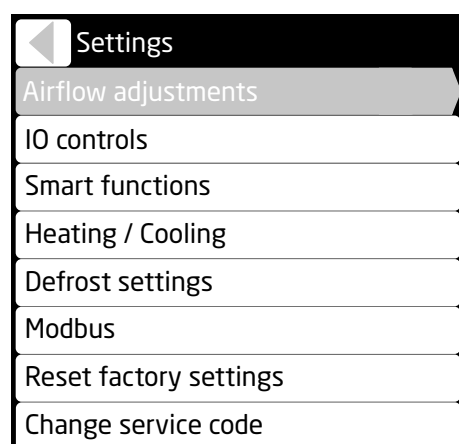 Settings
Airflow adjustments
IO controls
Smart functions
Heating / Cooling
Defrost settings
Modbus
Reset factory settings
Change service code